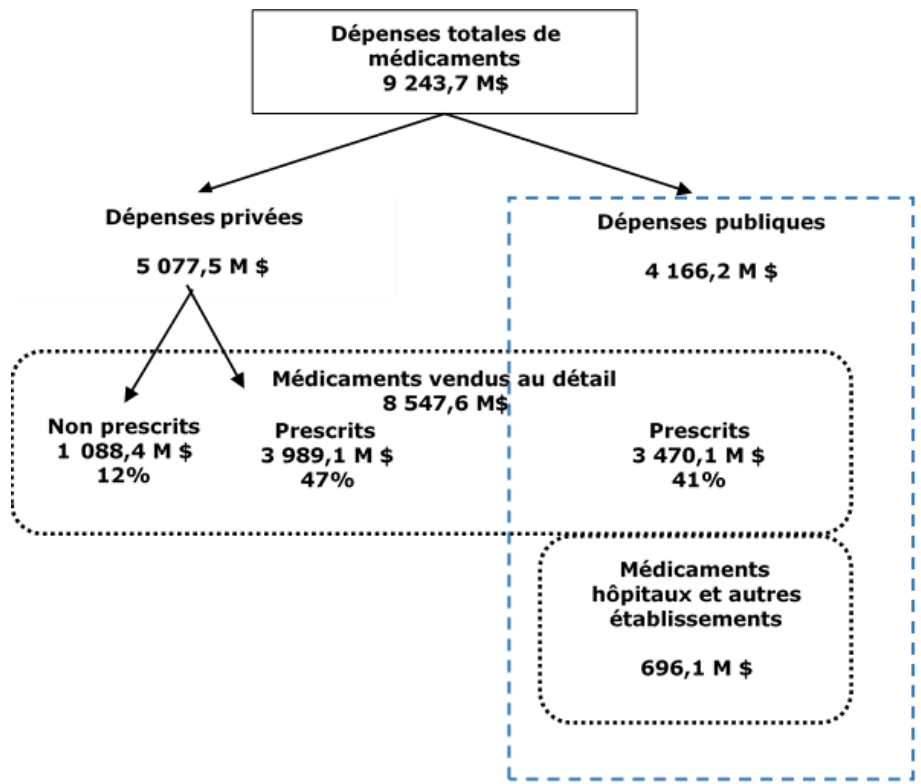 Dépenses totales de
médicaments
9 243,7 M$
Dépenses privées
5 077,5 M $
Dépenses publiques
4 166,2 M $
Médicaments vendus au détail
8 547,6 M$
Non prescrits
1 088,4 M $
12%
Prescrits
3 989,1 M $
47%
Prescrits
3 470,1 M $
41%
Médicaments
hôpitaux et autres
établissements
696,1 M $